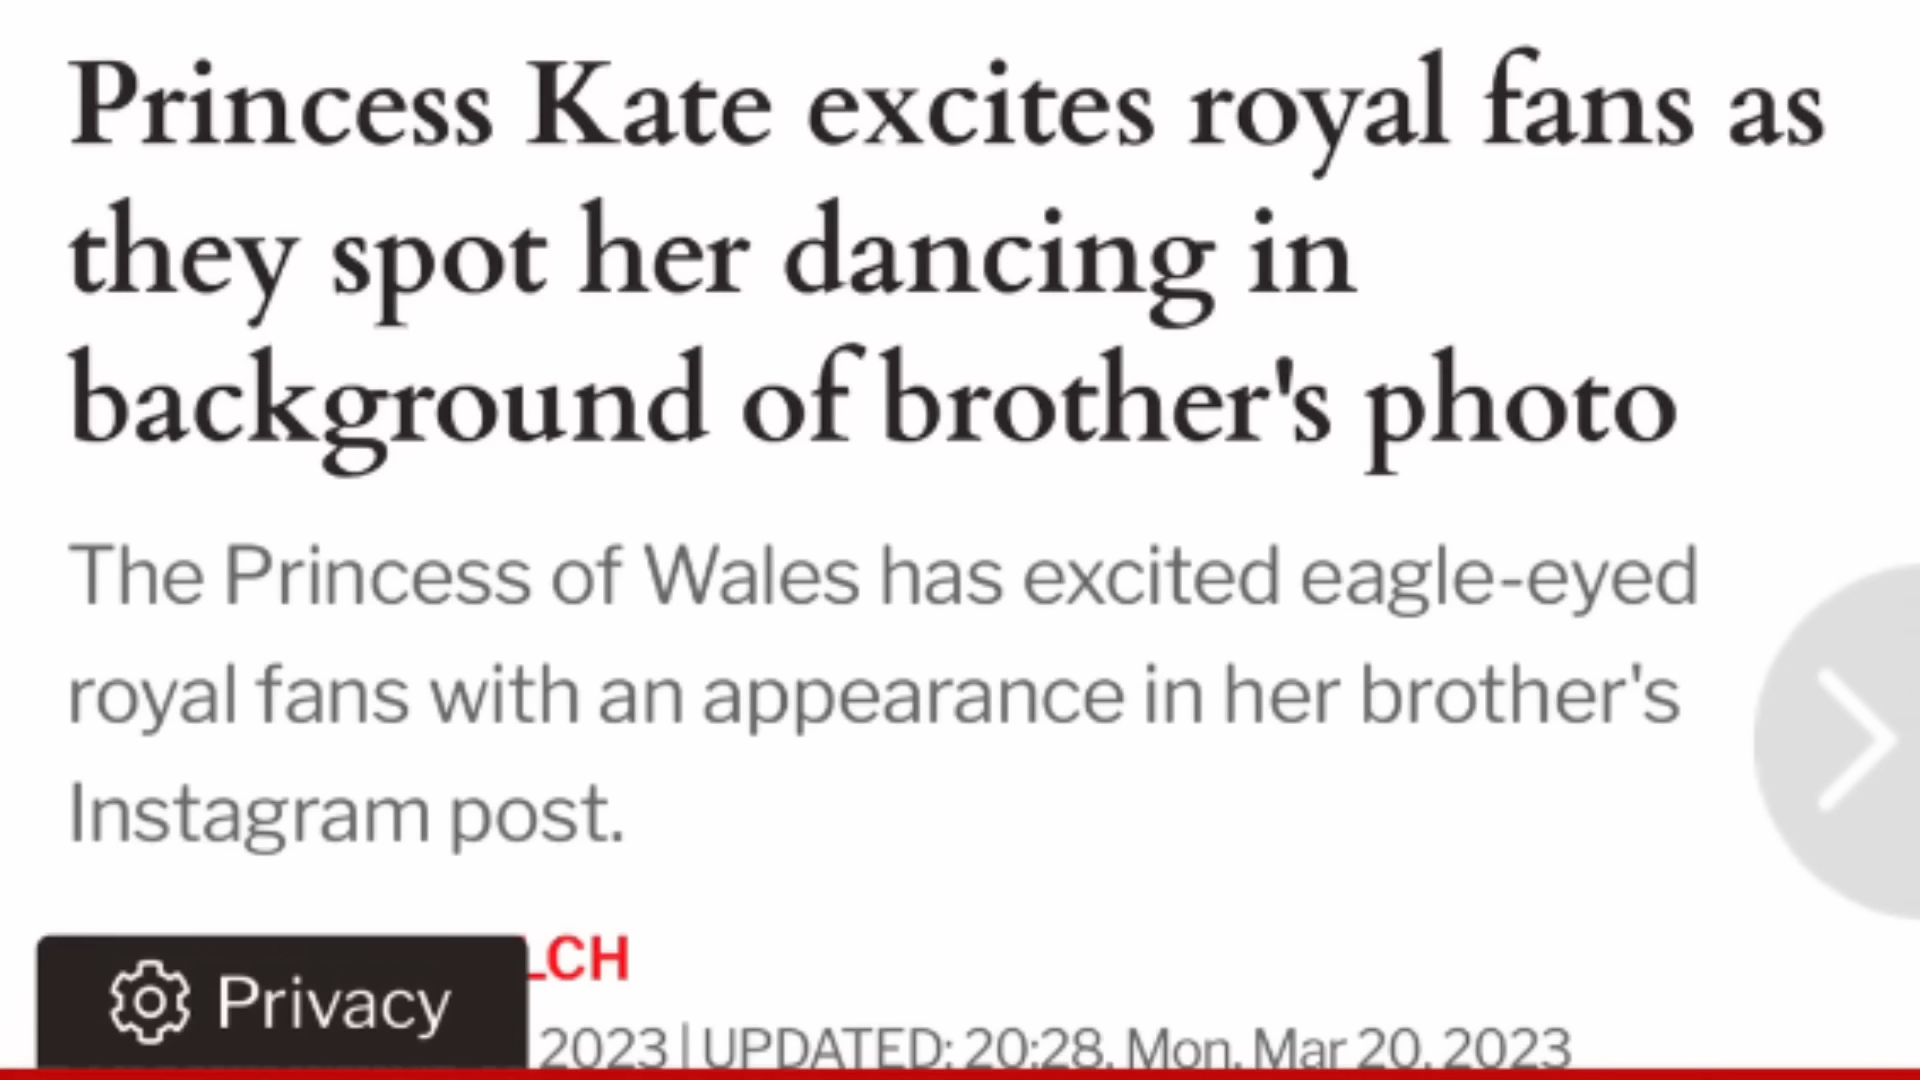 Princess Kate excites royal fans as
they spot her dancing in
background of brother's photo
The Princess of Wales has excited eagle-eyed
royal fans with an appearance in her brother's
Instagram post.
LCH
Privacy
2023 | UPDATED: 20:28, Mon, Mar 20, 2023